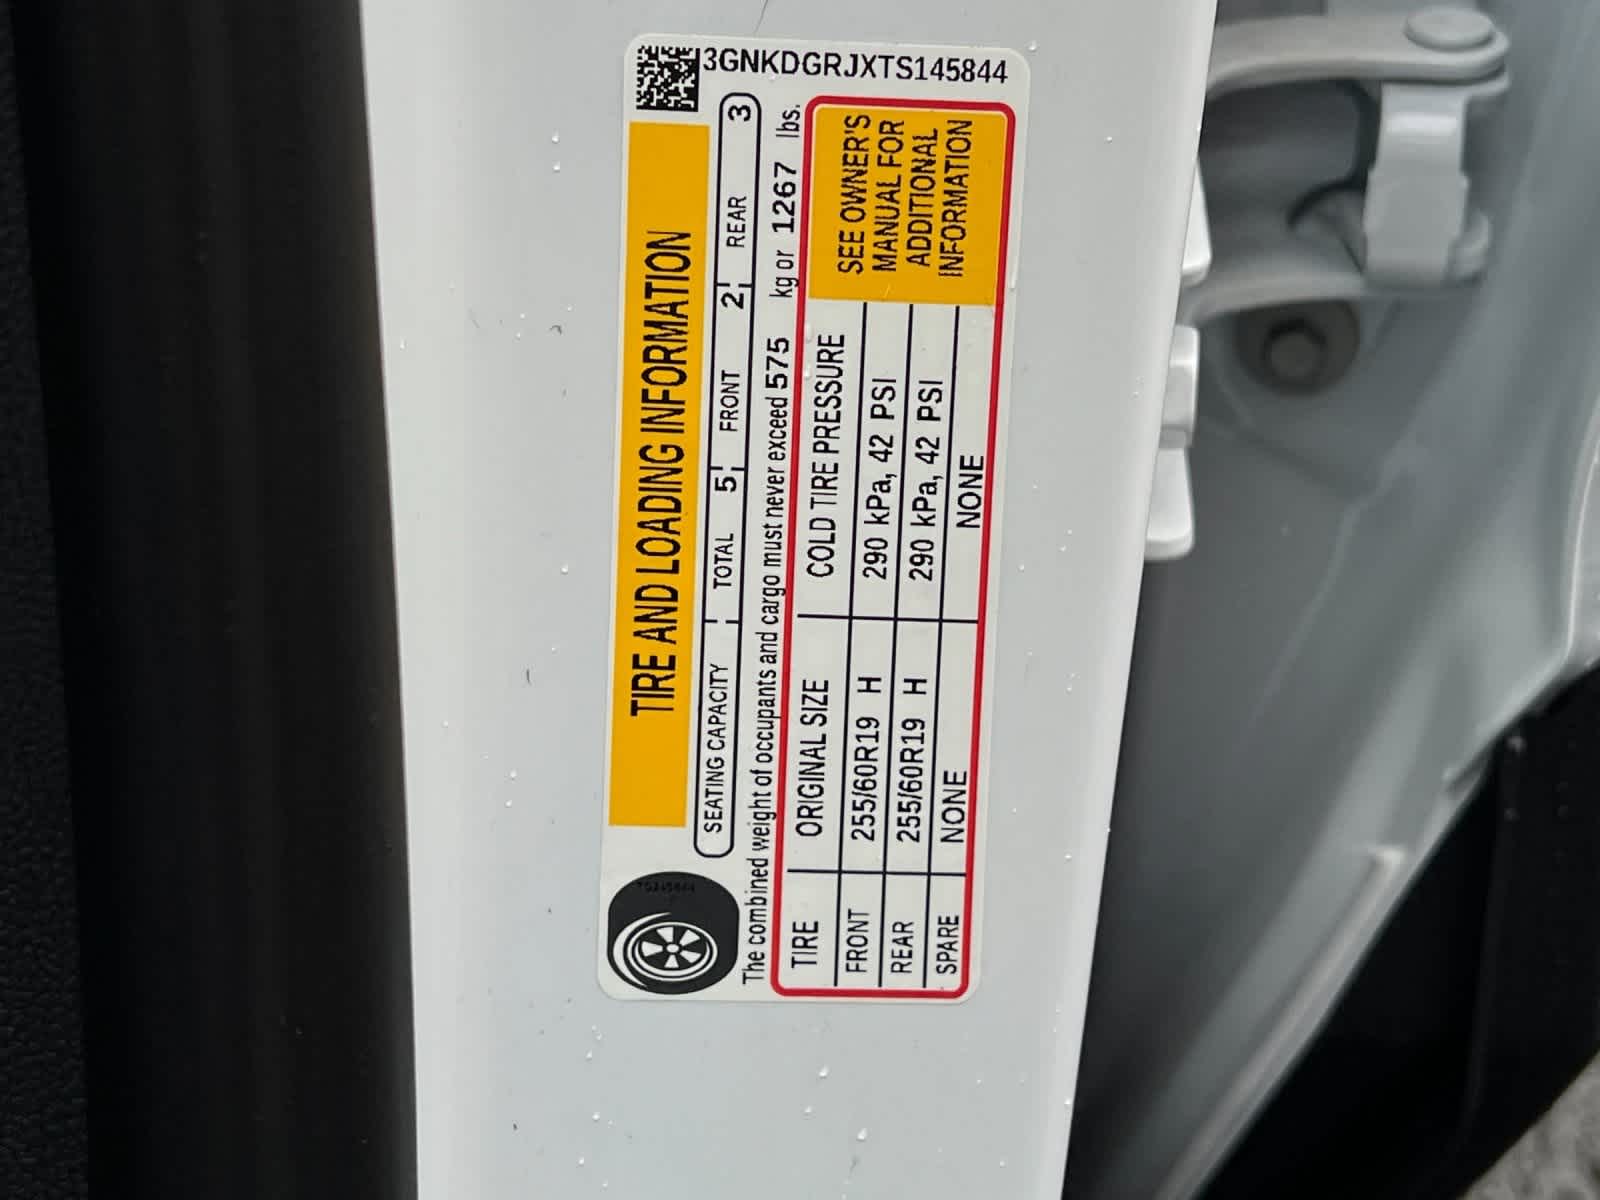 3GNKDGRJXTS145844
TIRE AND LOADING INFORMATION
SEATING CAPACITY TOTAL 5 FRONT 2 REAR 3
The combined weight of occupants and cargo must never exceed 575 kg or 1267 lbs.
TIRE ORIGINAL SIZE COLD TIRE PRESSURE
FRONT 255/60R19 H 290 kPa, 42 PSI
REAR 255/60R19 H 290 kPa, 42 PSI
SPARE NONE NONE
SEE OWNER'S
MANUAL FOR
ADDITIONAL
INFORMATION